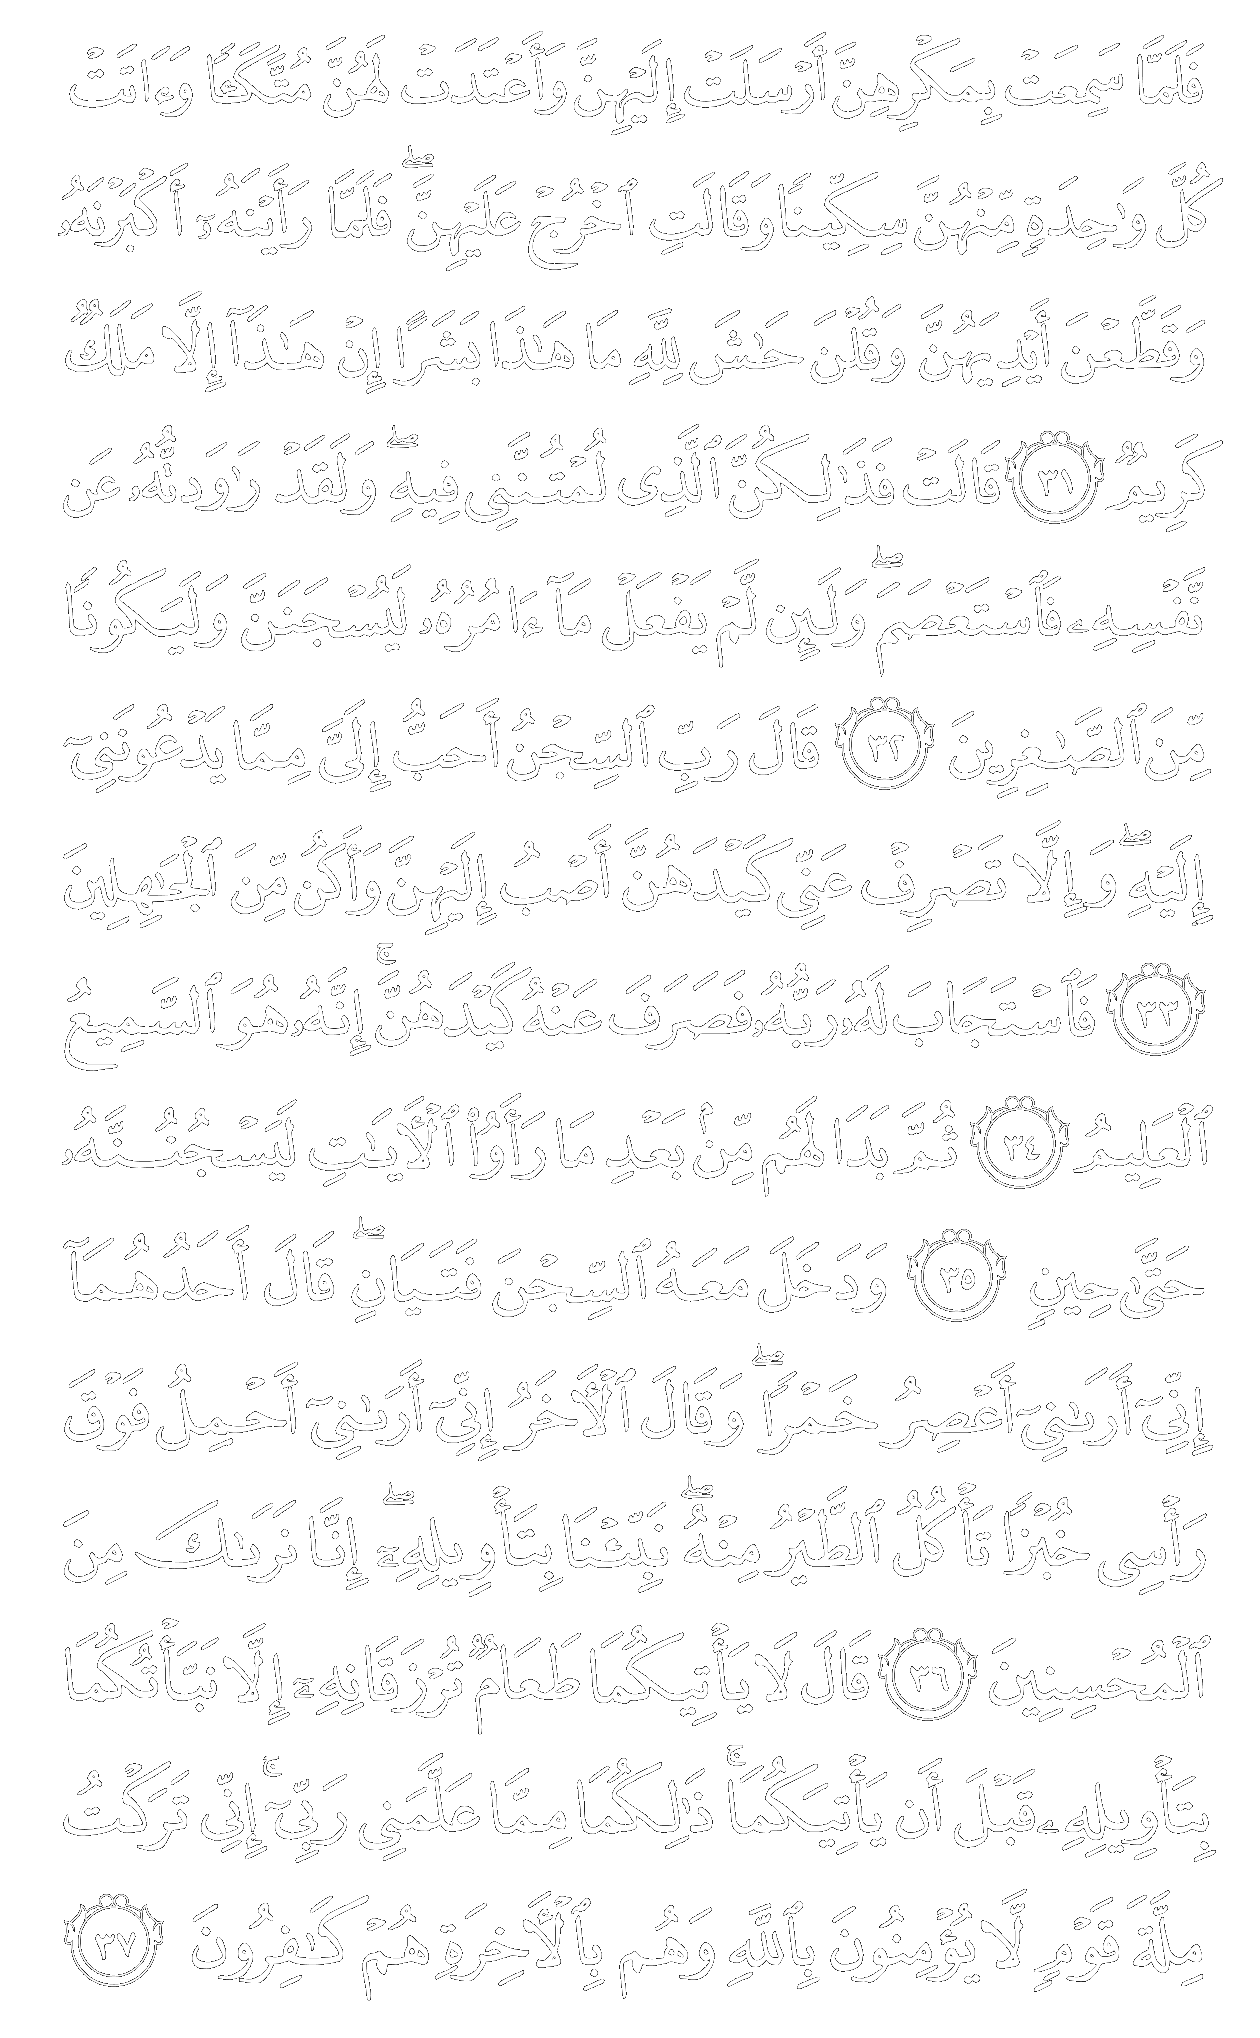 فَلَمَّا سَمِعَتْ بِمَكْرِهِنَّ أَرْسَلَتْ إِلَيْهِنَّ وَأَعْتَدَتْ لَهُنَّ مُتَّكَـًٔا وَءَاتَتْ
كُلَّ وَٰحِدَةٍ مِّنْهُنَّ سِكِّينًا وَقَالَتِ ٱخْرُجْ عَلَيْهِنَّ ۖ فَلَمَّا رَأَيْنَهُۥٓ أَكْبَرْنَهُۥ
وَقَطَّعْنَ أَيْدِيَهُنَّ وَقُلْنَ حَـٰشَ لِلَّهِ مَا هَـٰذَا بَشَرًا إِنْ هَـٰذَآ إِلَّا مَلَكٌ
كَرِيمٌ ٣١ قَالَتْ فَذَٰلِكُنَّ ٱلَّذِى لُمْتُنَّنِى فِيهِ ۖ وَلَقَدْ رَٰوَدتُّهُۥ عَن
نَّفْسِهِۦ فَٱسْتَعْصَمَ ۖ وَلَئِن لَّمْ يَفْعَلْ مَآ ءَامُرُهُۥ لَيُسْجَنَنَّ وَلَيَكُونًا
مِّنَ ٱلصَّـٰغِرِينَ ٣٢ قَالَ رَبِّ ٱلسِّجْنُ أَحَبُّ إِلَىَّ مِمَّا يَدْعُونَنِىٓ
إِلَيْهِ ۖ وَإِلَّا تَصْرِفْ عَنِّى كَيْدَهُنَّ أَصْبُ إِلَيْهِنَّ وَأَكُن مِّنَ ٱلْجَـٰهِلِينَ
٣٣ فَٱسْتَجَابَ لَهُۥ رَبُّهُۥ فَصَرَفَ عَنْهُ كَيْدَهُنَّ ۚ إِنَّهُۥ هُوَ ٱلسَّمِيعُ
ٱلْعَلِيمُ ٣٤ ثُمَّ بَدَا لَهُم مِّنۢ بَعْدِ مَا رَأَوُا۟ ٱلْـَٔايَـٰتِ لَيَسْجُنُنَّهُۥ
حَتَّىٰ حِينٍ ٣٥ وَدَخَلَ مَعَهُ ٱلسِّجْنَ فَتَيَانِ ۖ قَالَ أَحَدُهُمَآ
إِنِّىٓ أَرَىٰنِىٓ أَعْصِرُ خَمْرًا ۖ وَقَالَ ٱلْـَٔاخَرُ إِنِّىٓ أَرَىٰنِىٓ أَحْمِلُ فَوْقَ
رَأْسِى خُبْزًا تَأْكُلُ ٱلطَّيْرُ مِنْهُ ۖ نَبِّئْنَا بِتَأْوِيلِهِۦٓ ۖ إِنَّا نَرَىٰكَ مِنَ
ٱلْمُحْسِنِينَ ٣٦ قَالَ لَا يَأْتِيكُمَا طَعَامٌ تُرْزَقَانِهِۦٓ إِلَّا نَبَّأْتُكُمَا
بِتَأْوِيلِهِۦ قَبْلَ أَن يَأْتِيَكُمَا ۚ ذَٰلِكُمَا مِمَّا عَلَّمَنِى رَبِّىٓ ۚ إِنِّى تَرَكْتُ
مِلَّةَ قَوْمٍ لَّا يُؤْمِنُونَ بِٱللَّهِ وَهُم بِٱلْـَٔاخِرَةِ هُمْ كَـٰفِرُونَ ٣٧